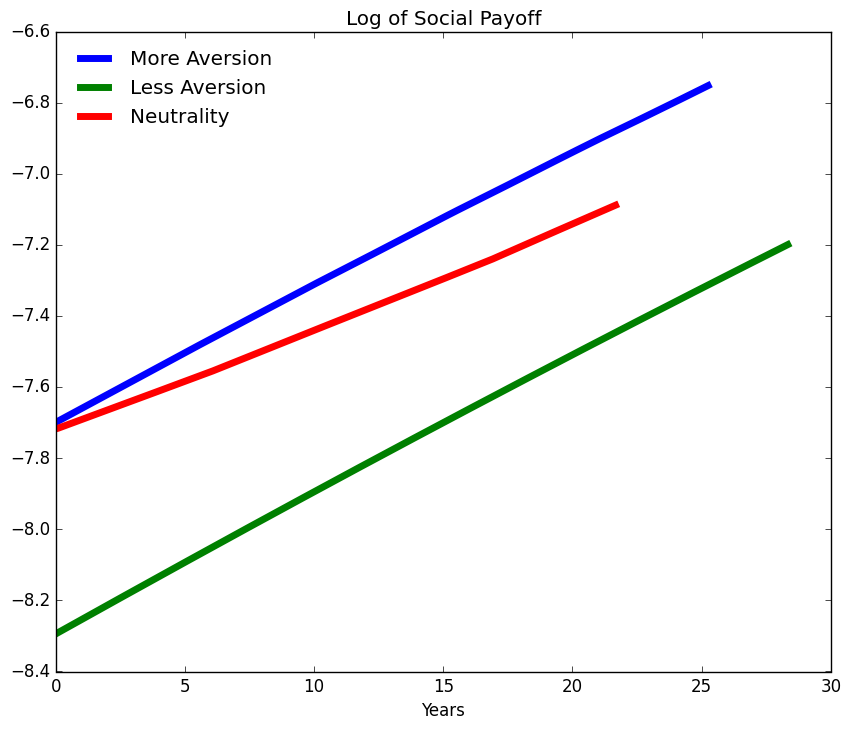 Log of Social Payoff
More Aversion
Less Aversion
Neutrality
−6.6
−6.8
−7.0
−7.2
−7.4
−7.6
−7.8
−8.0
−8.2
−8.4
0 5 10 15 20 25 30
Years